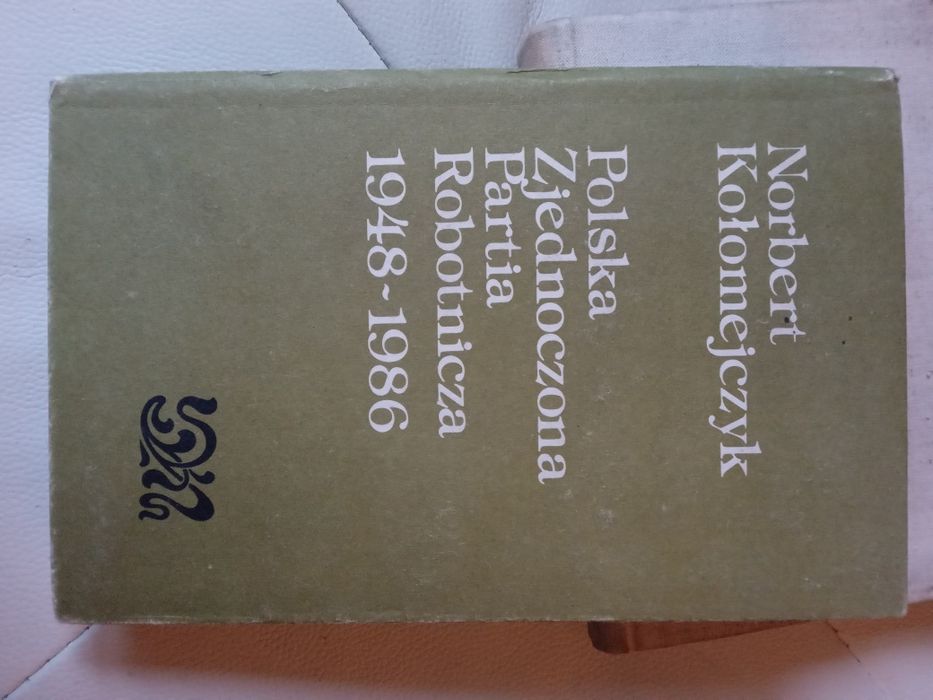 Norbert
Kołomejczyk
Polska
Zjednoczona
Partia
Robotnicza
1948~1986